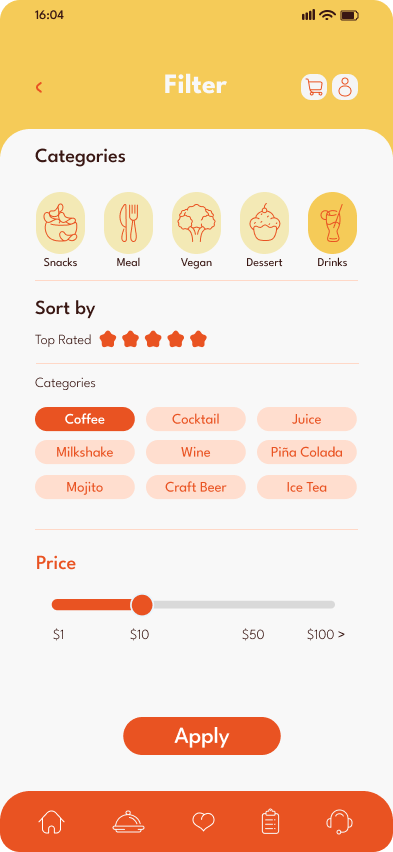 16:04
Filter
Categories
Snacks Meal Vegan Dessert Drinks
Sort by
Top Rated
Categories
Coffee Cocktail Juice
Milkshake Wine Piña Colada
Mojito Craft Beer Ice Tea
Price
$1 $10 $50 $100 >
Apply